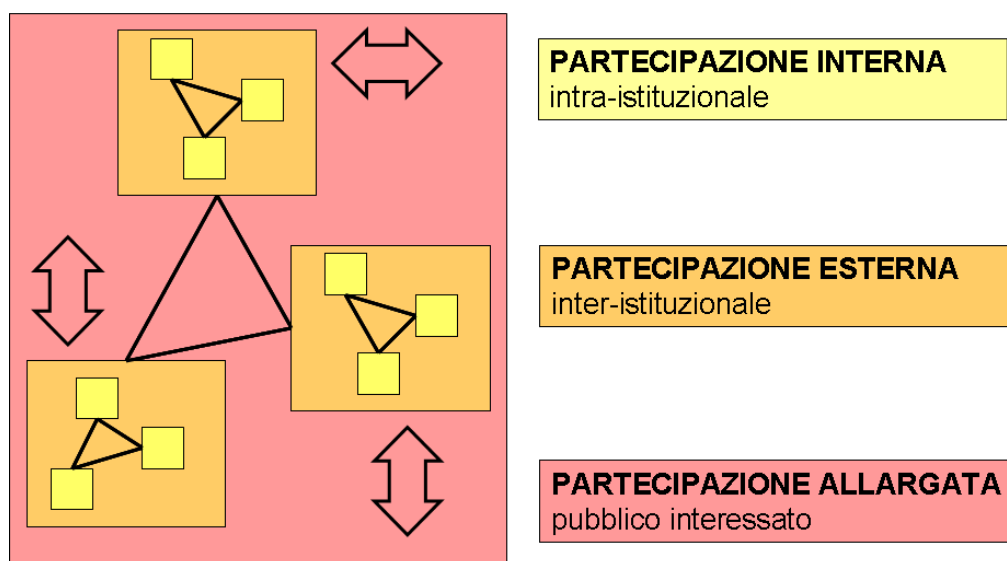 PARTECIPAZIONE INTERNA
intra-istituzionale
PARTECIPAZIONE ESTERNA
inter-istituzionale
PARTECIPAZIONE ALLARGATA
pubblico interessato